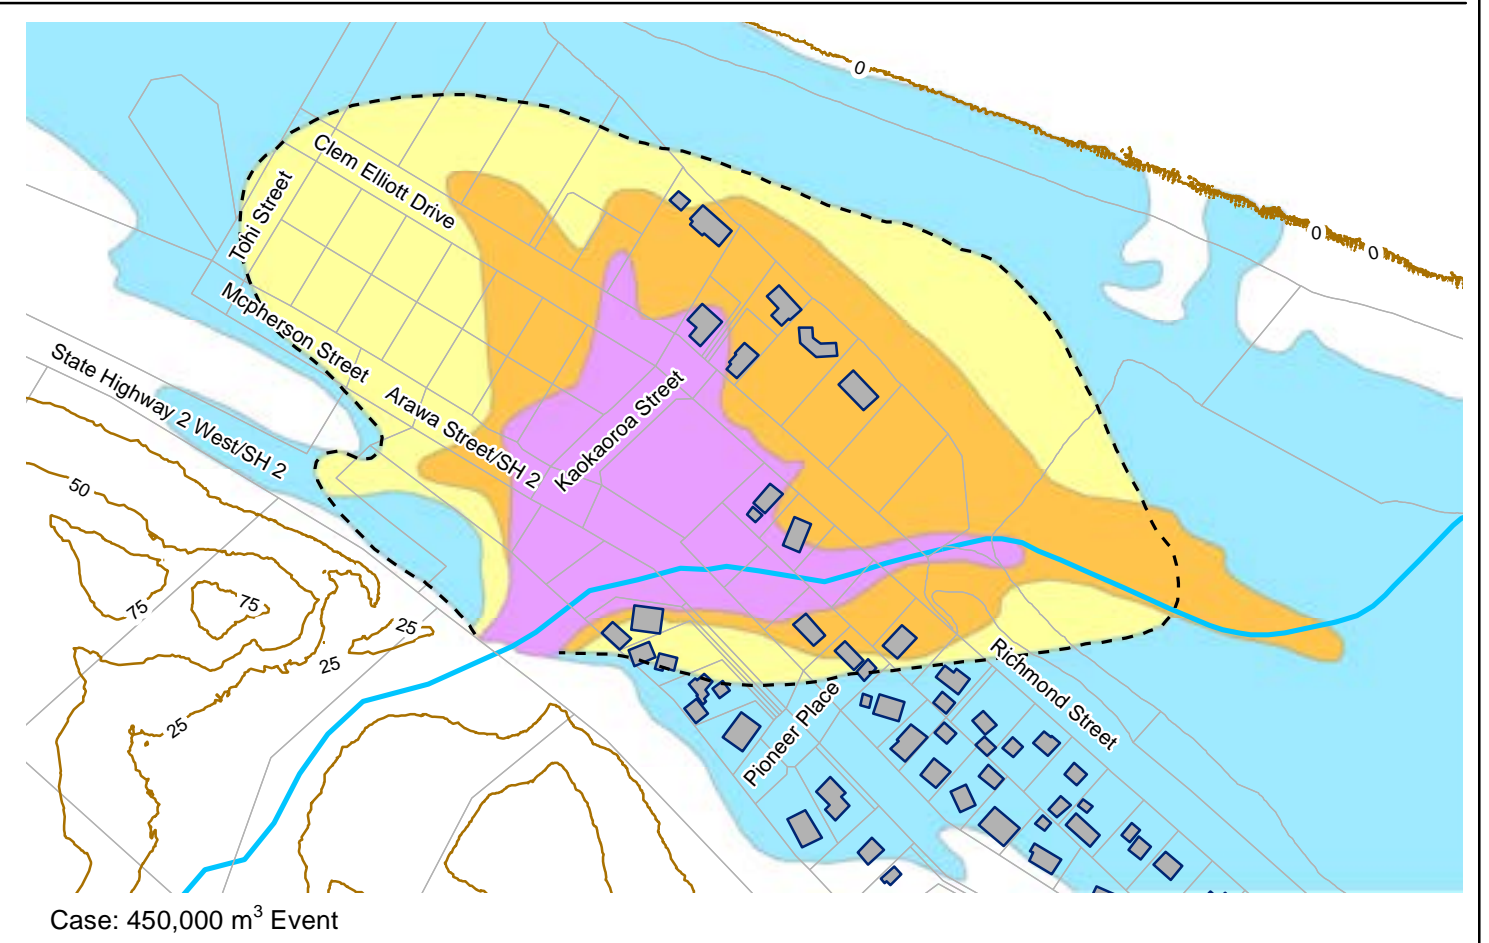 0
Clem Elliott Drive
Tohi Street
0
0
Mcpherson Street
State Highway 2 West/SH 2
Arawa Street/SH 2
Kaokaoroa Street
50
75
75
25
25
25
Richmond Street
Pioneer Place
Case: 450,000 m³ Event